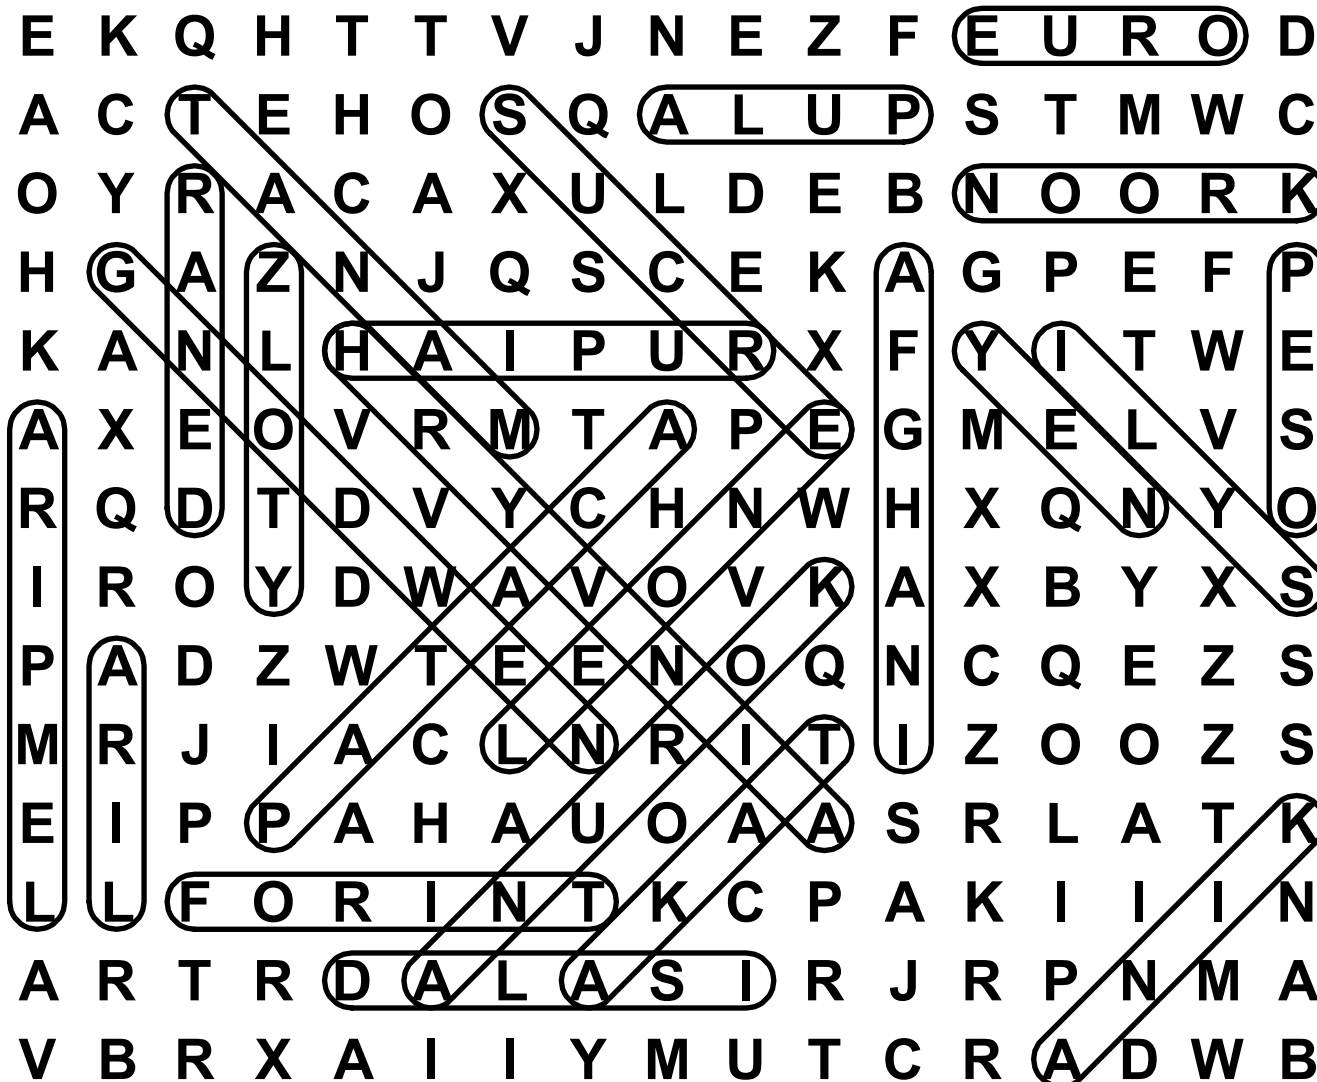 E K Q H T T V J N E Z F E U R O D
A C T E H O S Q A L U P S T M W C
O Y R A C A X U L D E B N O O R K
H G A Z N J Q S C E K A G P E F P
K A N L H A I P U R X F Y I T W E
A X E O V R M T A P E G M E L V S
R Q D T D V Y C H N W H X Q N Y O
I R O Y D W A V O V K A X B Y X S
P A D Z W T E E N O Q N C Q E Z S
M R J I A C L N R I T I Z O O Z S
E I P P A H A U O A A S R L A T K
L L F O R I N T K C P A K I I I N
A R T R D A L A S I R J R P N M A
V B R X A I I Y M U T C R A D W B